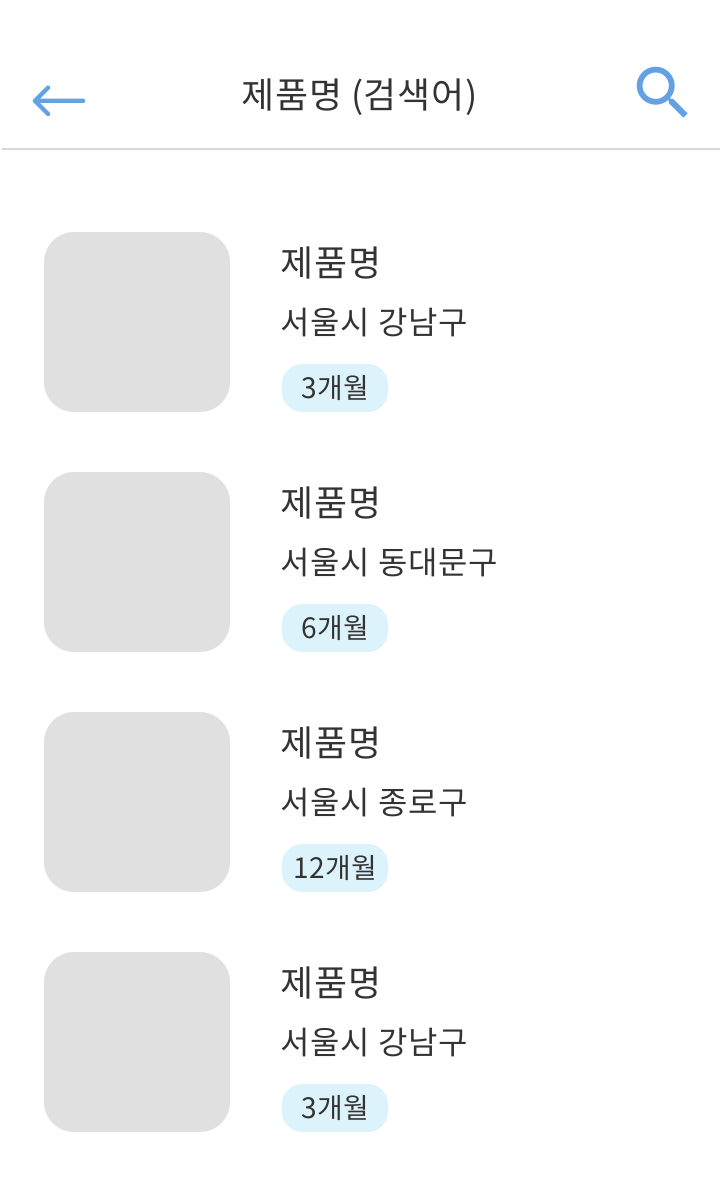 제품명 (검색어)
제품명
서울시 강남구
3개월
제품명
서울시 동대문구
6개월
제품명
서울시 종로구
12개월
제품명
서울시 강남구
3개월